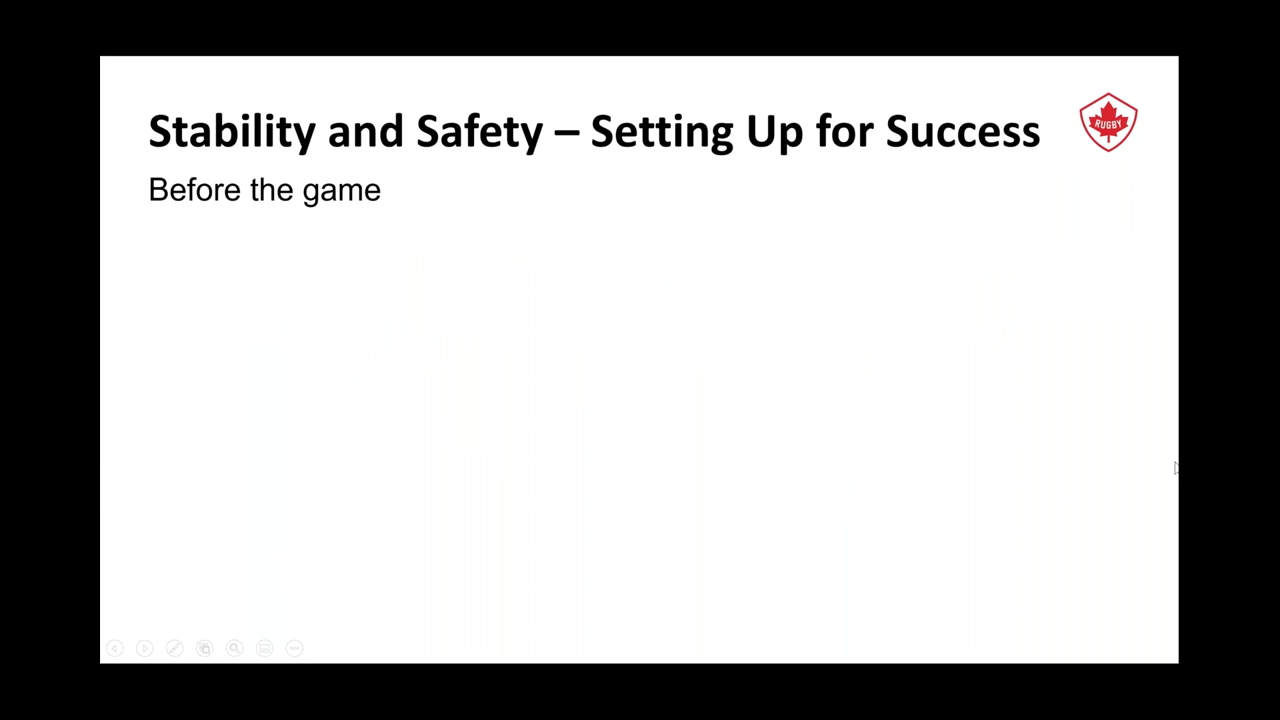 Stability and Safety – Setting Up for Success
RUGBY
Before the game